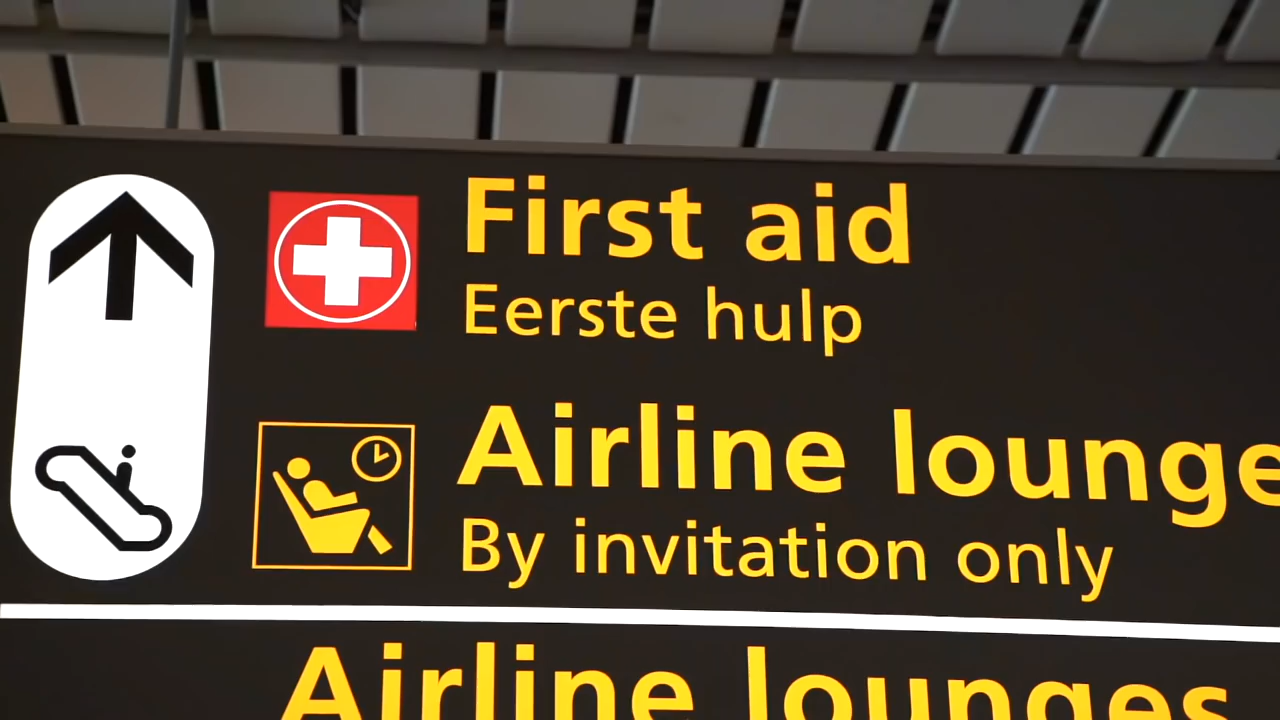 First aid
Eerste hulp
Airline lounge
By invitation only
Airline lounges